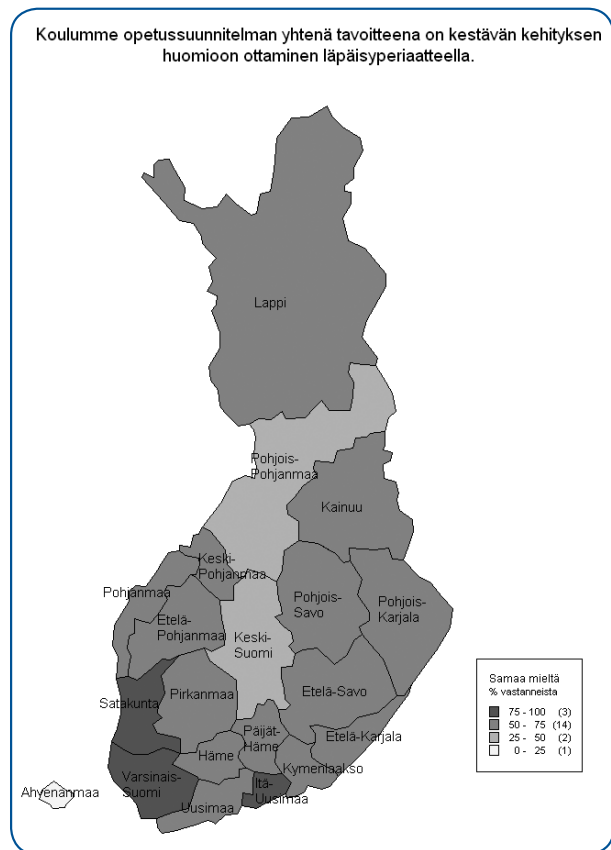 Koulumme opetussuunnitelman yhtenä tavoitteena on kestävän kehityksen
huomioon ottaminen läpäisyperiaatteella.
Lappi
Pohjois-
Pohjanmaa
Kainuu
Keski-
Pohjanmaa
Pohjanmaa
Etelä-
Pohjanmaa
Keski-
Suomi
Pohjois-
Savo
Pohjois-
Karjala
Satakunta
Pirkanmaa
Etelä-Savo
Päijät-
Häme
Etelä-Karjala
Häme
Kymenlaakso
Varsinais-
Suomi
Itä-
Uusimaa
Uusimaa
Ahvenanmaa
Samaa mieltä
% vastanneista
75 - 100 (3)
50 - 75 (14)
25 - 50 (2)
0 - 25 (1)